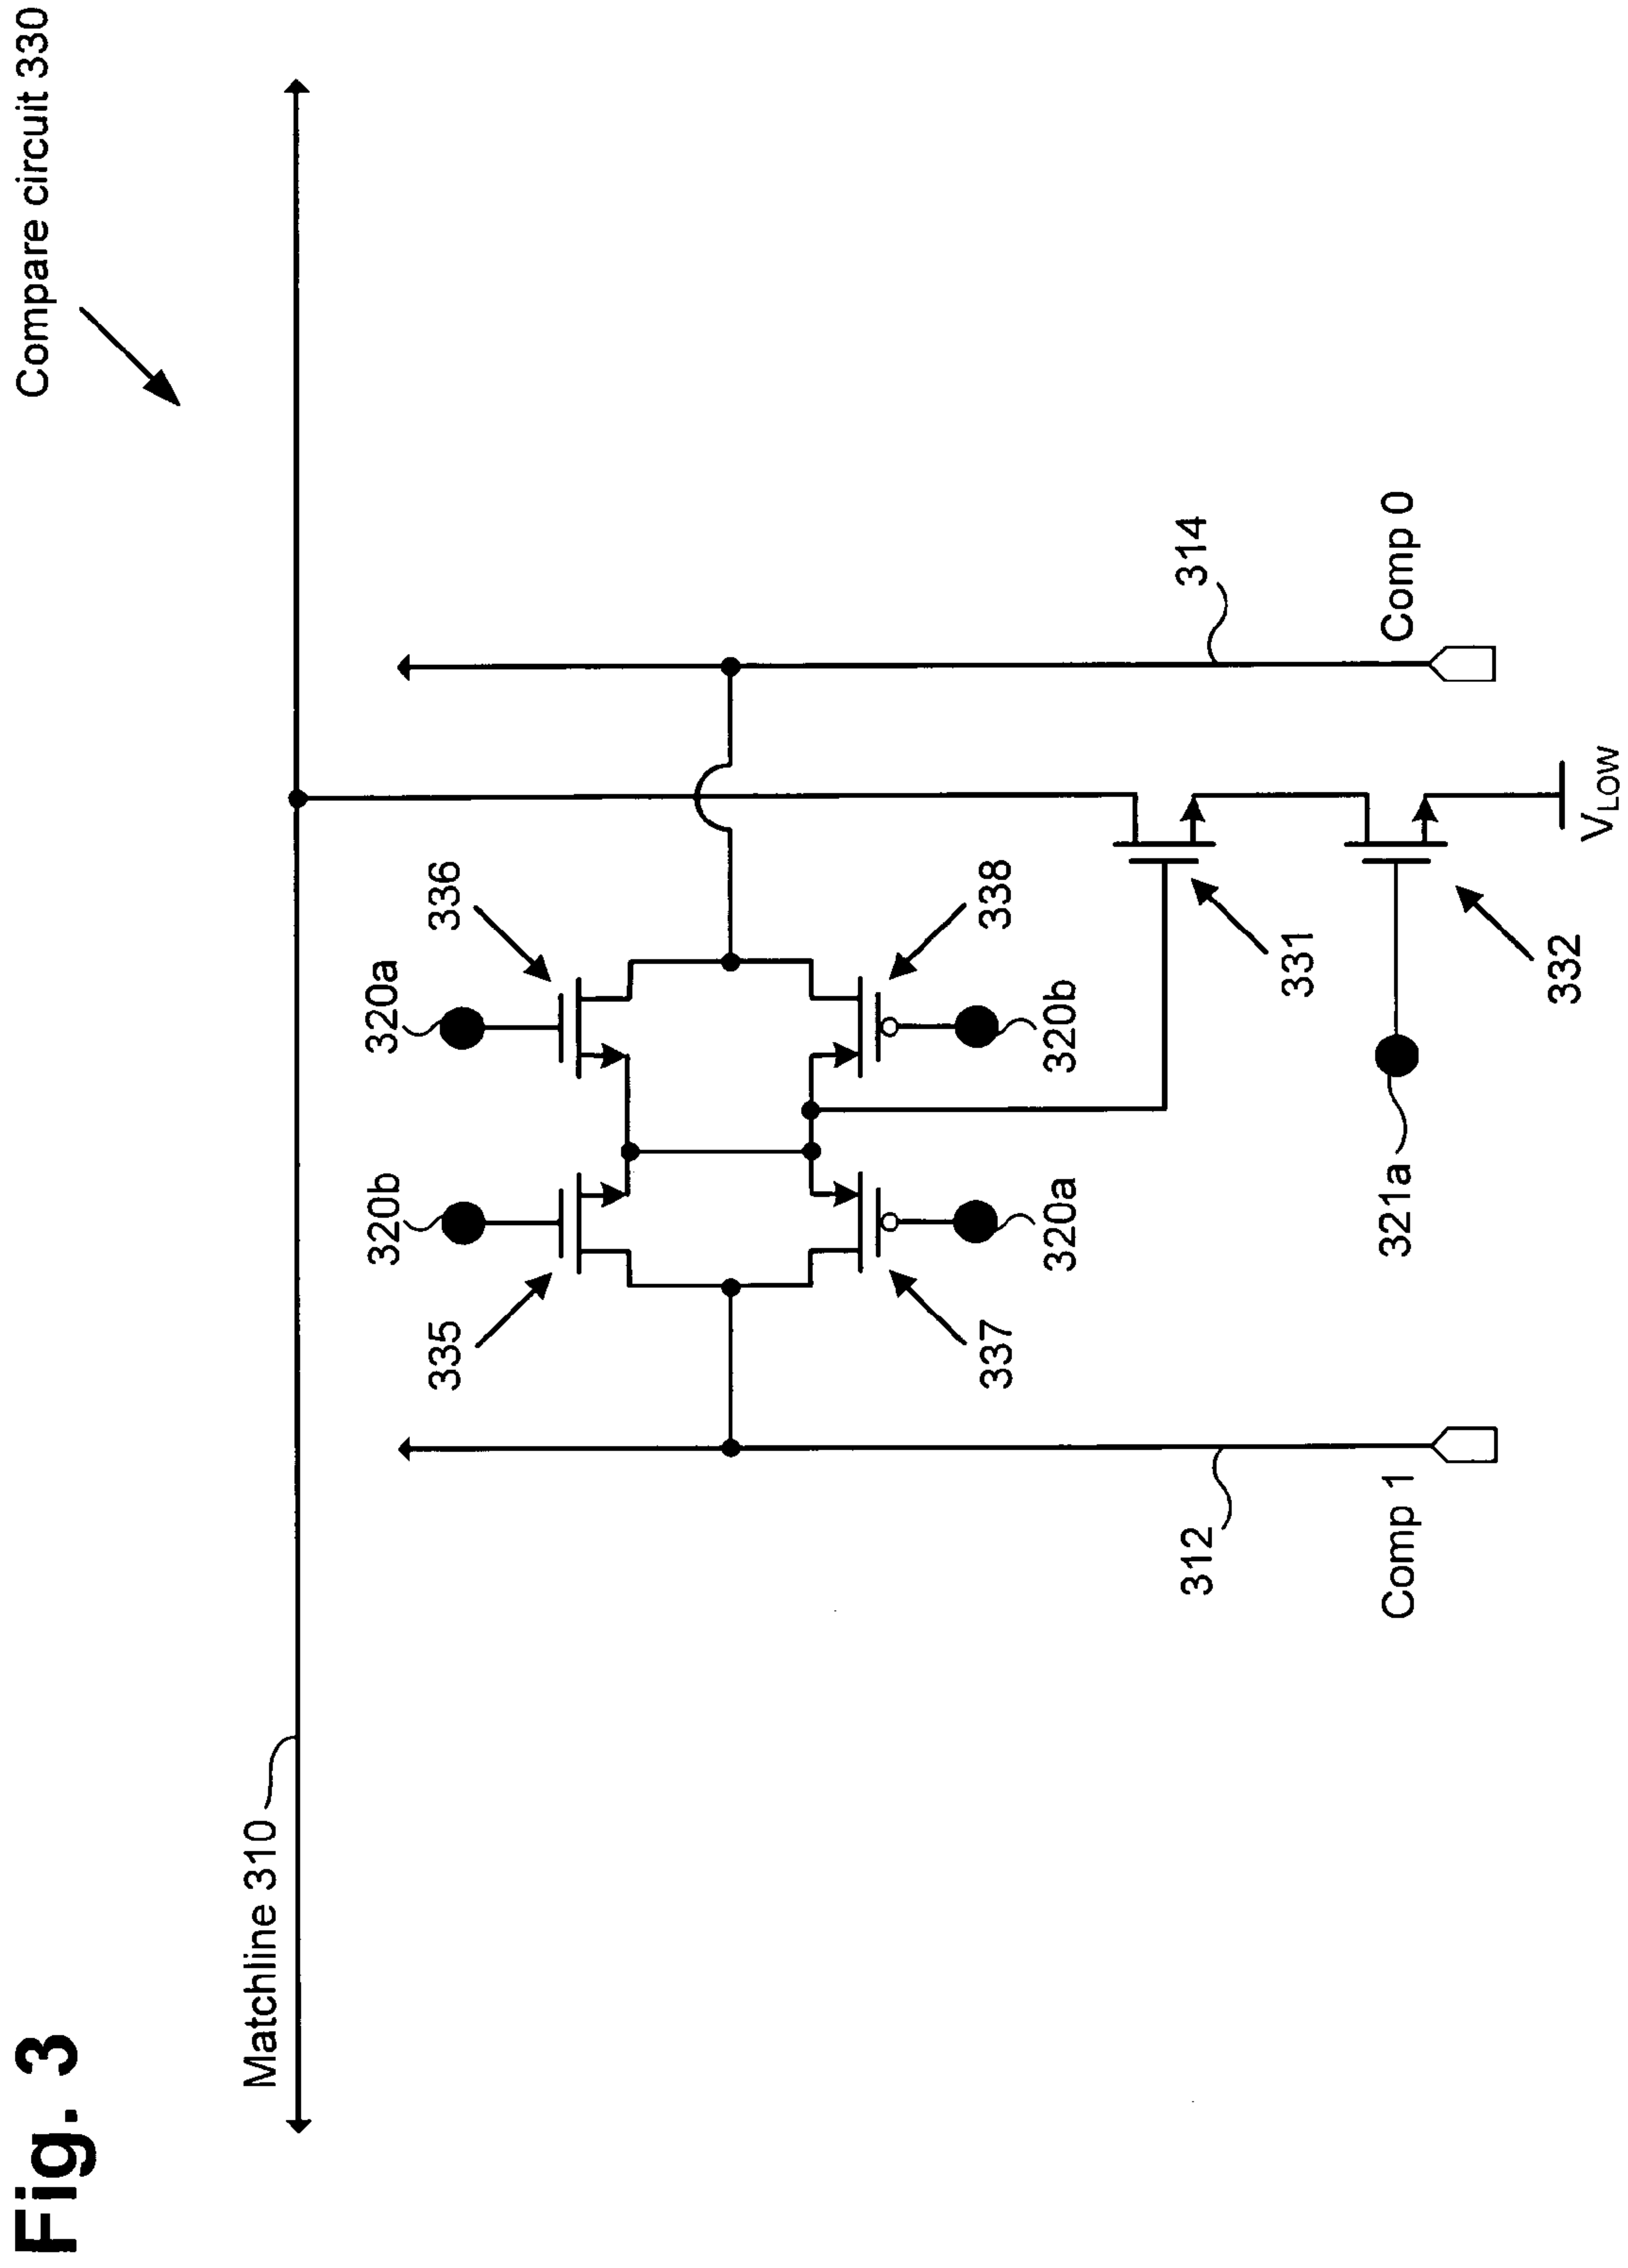 Fig. 3
Compare circuit 330
Matchline 310
320b
320a
335
336
337
338
320a
320b
312
314
331
321a
332
Comp 1
Comp 0
VLOW